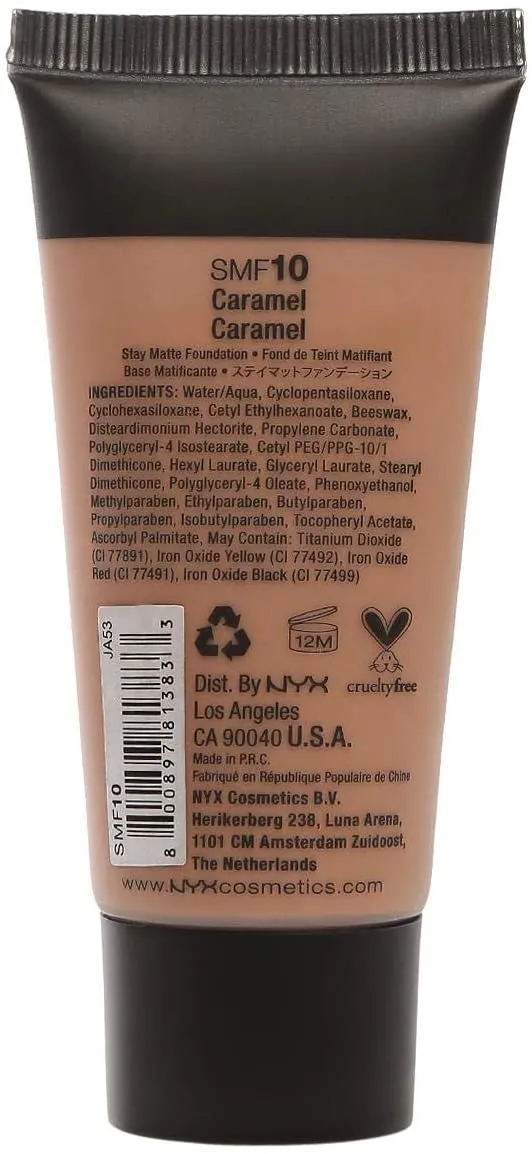 SMF10
Caramel
Caramel
Stay Matte Foundation • Fond de Teint Matifiant
Base Matificante • ステイマットファンデーション
INGREDIENTS: Water/Aqua, Cyclopentasiloxane,
Cyclohexasiloxane, Cetyl Ethylhexanoate, Beeswax,
Disteardimonium Hectorite, Propylene Carbonate,
Polyglyceryl-4 Isostearate, Cetyl PEG/PPG-10/1
Dimethicone, Hexyl Laurate, Glyceryl Laurate, Stearyl
Dimethicone, Polyglyceryl-4 Oleate, Phenoxyethanol,
Methylparaben, Ethylparaben, Butylparaben,
Propylparaben, Isobutylparaben, Tocopheryl Acetate,
Ascorbyl Palmitate, May Contain: Titanium Dioxide
(CI 77891), Iron Oxide Yellow (CI 77492), Iron Oxide
Red (CI 77491), Iron Oxide Black (CI 77499)
JA53
SMF10
8 00897 81383 3
12M
crueltyfree
Dist. By NYX
Los Angeles
CA 90040 U.S.A.
Made in P.R.C.
Fabriqué en République Populaire de Chine
NYX Cosmetics B.V.
Herikerberg 238, Luna Arena,
1101 CM Amsterdam Zuidoost,
The Netherlands
www.NYXcosmetics.com